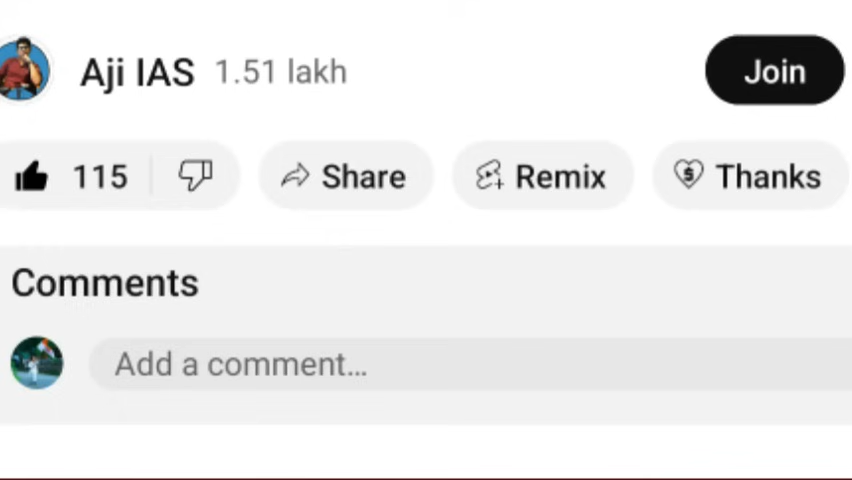 Aji IAS 1.51 lakh Join
115 Share Remix Thanks
Comments
Add a comment...